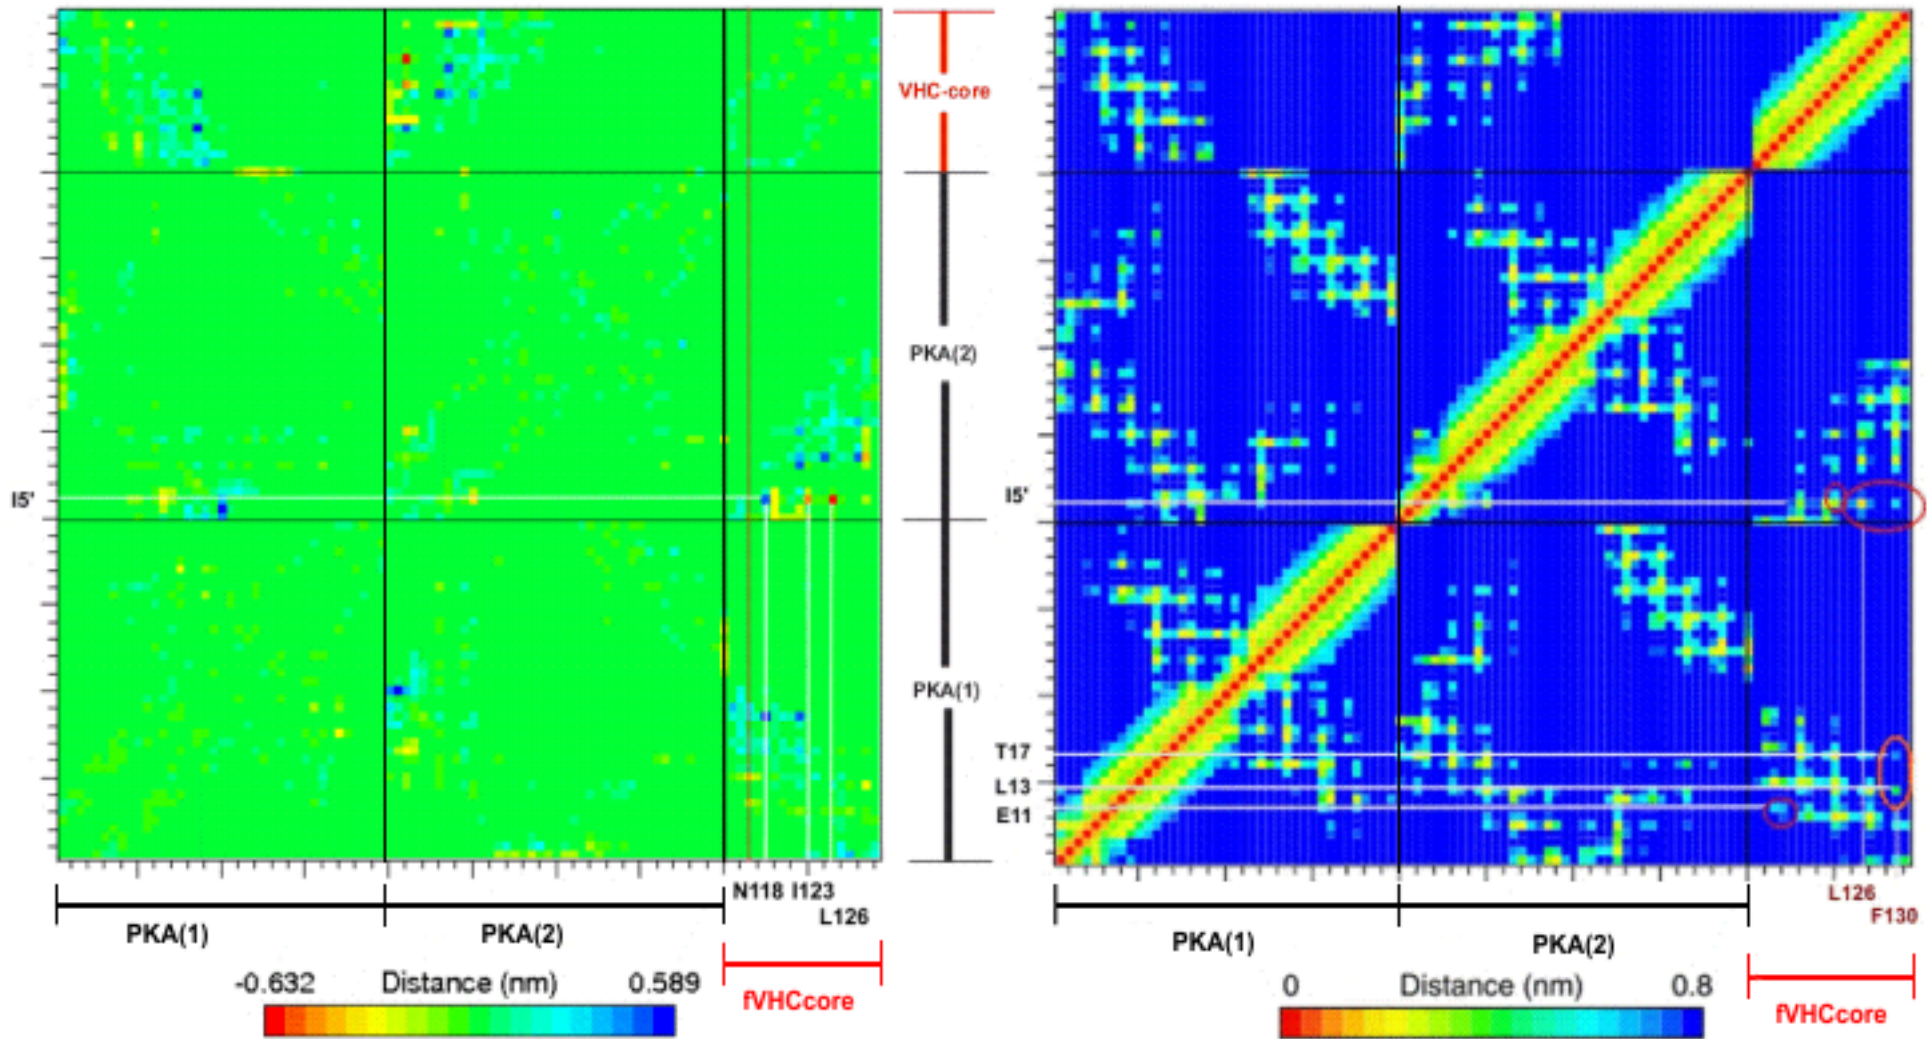 VHC-core
PKA(2)
I5'
I5'
PKA(1)
T17
L13
E11
N118 I123
L126
L126
F130
PKA(1)
PKA(2)
PKA(1)
PKA(2)
-0.632 Distance (nm) 0.589
fVHCcore
0 Distance (nm) 0.8
fVHCcore